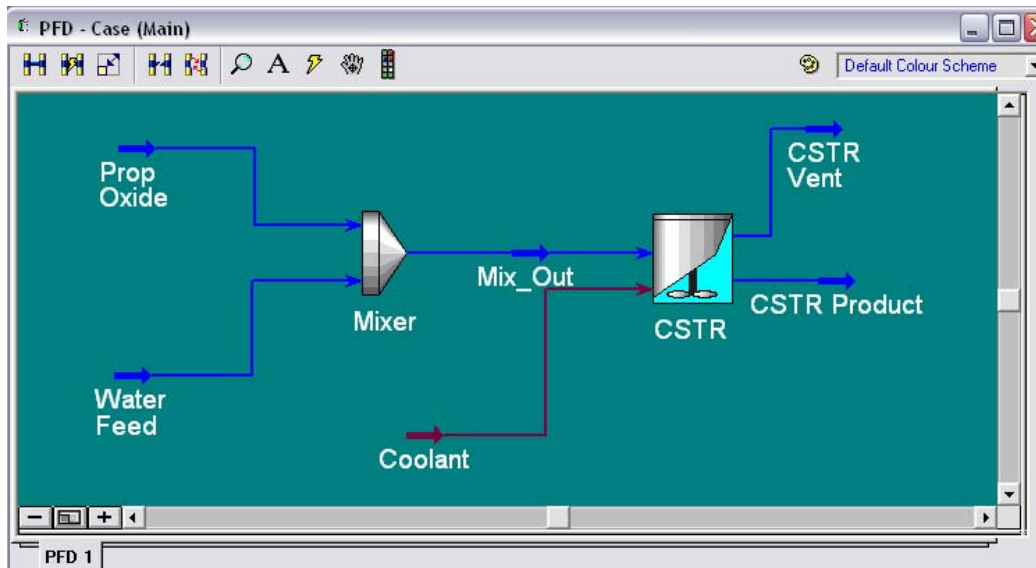 PFD - Case (Main)
A
Default Colour Scheme
Prop
Oxide
CSTR
Vent
Mix_Out
Mixer
CSTR
CSTR Product
Water
Feed
Coolant
PFD 1